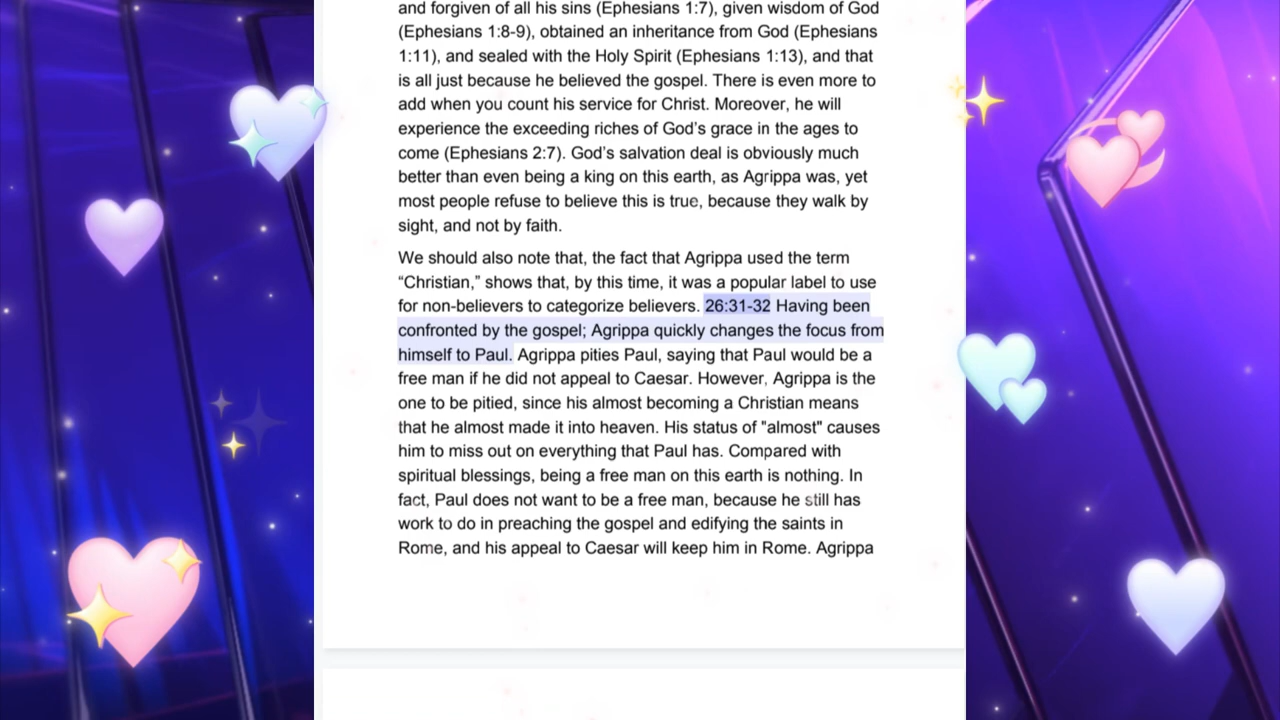 and forgiven of all his sins (Ephesians 1:7), given wisdom of God
(Ephesians 1:8-9), obtained an inheritance from God (Ephesians
1:11), and sealed with the Holy Spirit (Ephesians 1:13), and that
is all just because he believed the gospel. There is even more to
add when you count his service for Christ. Moreover, he will
experience the exceeding riches of God’s grace in the ages to
come (Ephesians 2:7). God’s salvation deal is obviously much
better than even being a king on this earth, as Agrippa was, yet
most people refuse to believe this is true, because they walk by
sight, and not by faith.
We should also note that, the fact that Agrippa used the term
“Christian,” shows that, by this time, it was a popular label to use
for non-believers to categorize believers. 26:31-32 Having been
confronted by the gospel; Agrippa quickly changes the focus from
himself to Paul. Agrippa pities Paul, saying that Paul would be a
free man if he did not appeal to Caesar. However, Agrippa is the
one to be pitied, since his almost becoming a Christian means
that he almost made it into heaven. His status of "almost" causes
him to miss out on everything that Paul has. Compared with
spiritual blessings, being a free man on this earth is nothing. In
fact, Paul does not want to be a free man, because he still has
work to do in preaching the gospel and edifying the saints in
Rome, and his appeal to Caesar will keep him in Rome. Agrippa